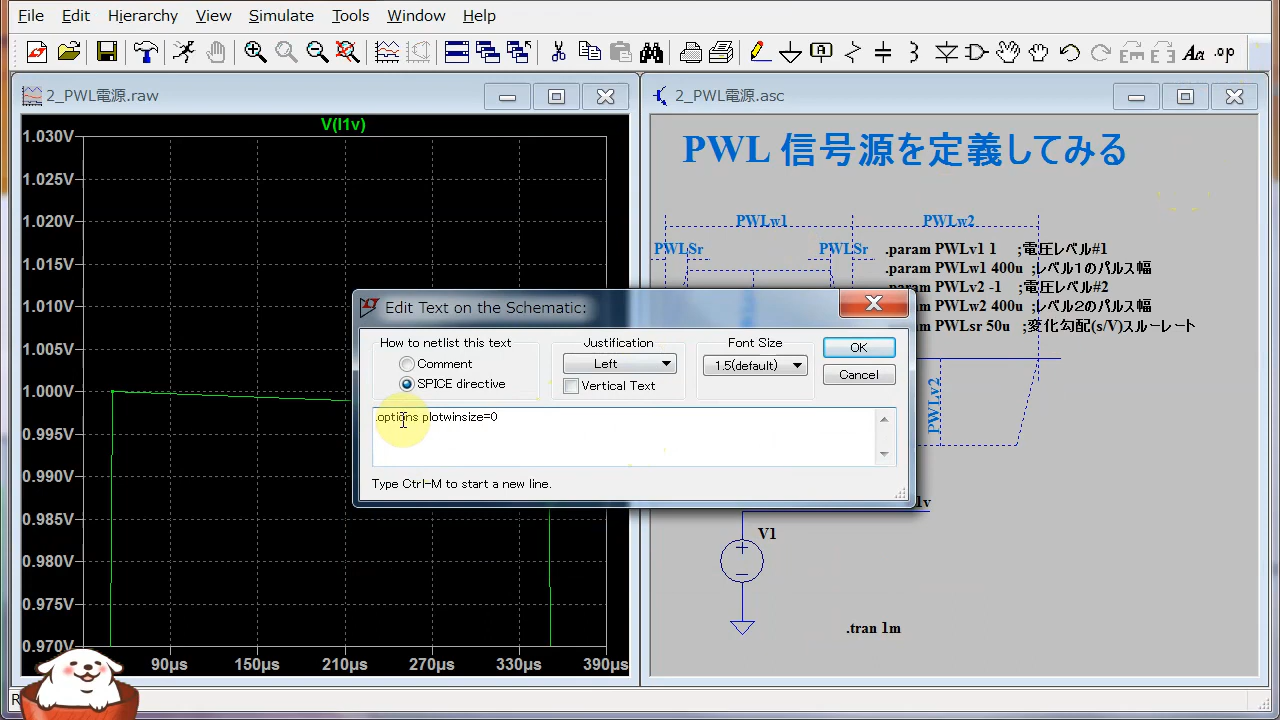 File Edit Hierarchy View Simulate Tools Window Help
2_PWL電源.raw
2_PWL電源.asc
V(l1v)
1.030V
1.025V
1.020V
1.015V
1.010V
1.005V
1.000V
0.995V
0.990V
0.985V
0.980V
0.975V
0.970V
90µs 150µs 210µs 270µs 330µs 390µs
PWL 信号源を定義してみる
PWLw1 PWLw2
PWLSr PWLSr
.param PWLv1 1 ;電圧レベル#1
.param PWLw1 400u ;レベル1のパルス幅
.param PWLv2 -1 ;電圧レベル#2
PWLw2 400u ;レベル2のパルス幅
PWLsr 50u ;変化勾配(s/V)スルーレート
PWLv2
1v
V1
.tran 1m
Edit Text on the Schematic:
How to netlist this text
Comment
SPICE directive
Justification
Left
Vertical Text
Font Size
1.5(default)
OK
Cancel
.options plotwinsize=0
Type Ctrl-M to start a new line.